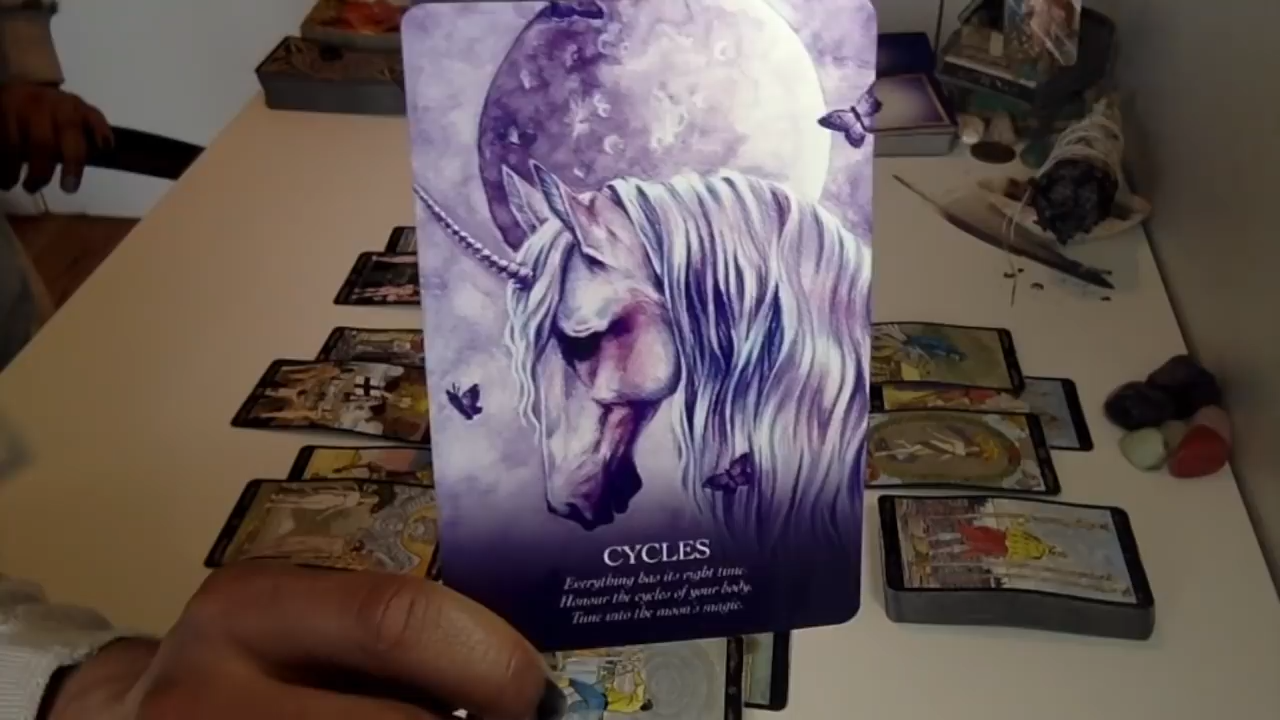 CYCLES
Everything has its right time.
Honour the cycles of your body.
Tune into the moon's magic.